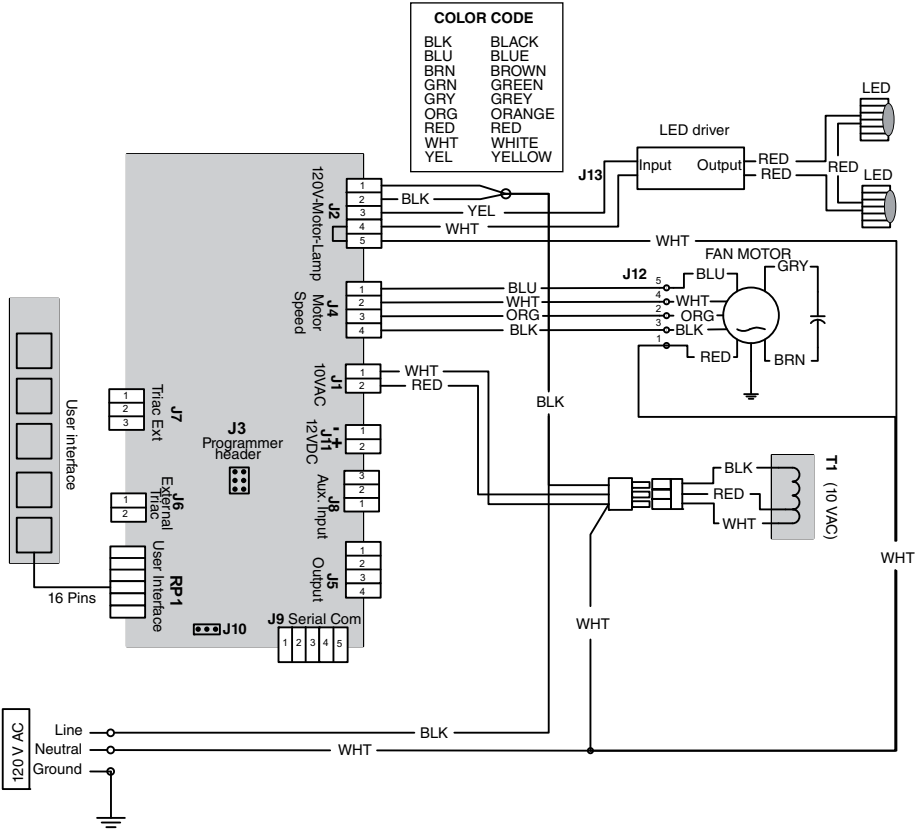 COLOR CODE
BLK BLACK
BLU BLUE
BRN BROWN
GRN GREEN
GRY GREY
ORG ORANGE
RED RED
WHT WHITE
YEL YELLOW
LED
LED driver
Input Output
J13
RED
RED
RED
LED
120V-Motor-Lamp
J2
1
2
3
4
5
BLK
YEL
WHT
WHT
FAN MOTOR
J12
5
4
2
3
1
BLU
WHT
ORG
BLK
RED
GRY
BRN
Motor
Speed
J4
1
2
3
4
BLU
WHT
ORG
BLK
10VAC
J1
1
2
WHT
RED
BLK
12VDC
J11
- +
1
2
Aux. Input
J8
3
2
1
Output
J5
1
2
3
4
J3
Programmer
header
J7
Triac Ext
1
2
3
J6
External
Triac
1
2
User interface
RP1
User Interface
16 Pins
J10
J9 Serial Com
1 2 3 4 5
BLK
RED
WHT
T1 (10 VAC)
WHT
WHT
120 V AC
Line
Neutral
Ground
BLK
WHT